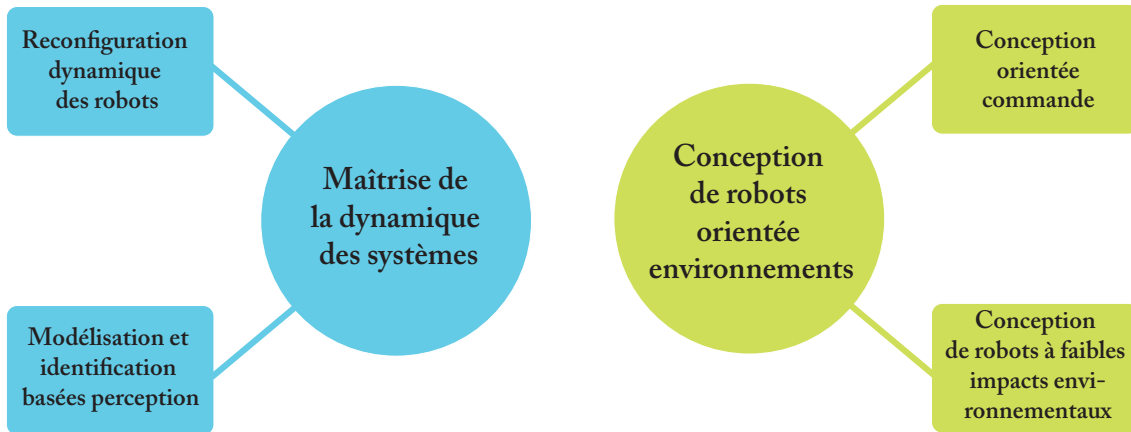 Reconfiguration
dynamique
des robots
Maîtrise de
la dynamique
des systèmes
Modélisation et
identification
basées perception
Conception
de robots
orientée
environnements
Conception
orientée
commande
Conception
de robots à faibles
impacts envi-
ronnementaux